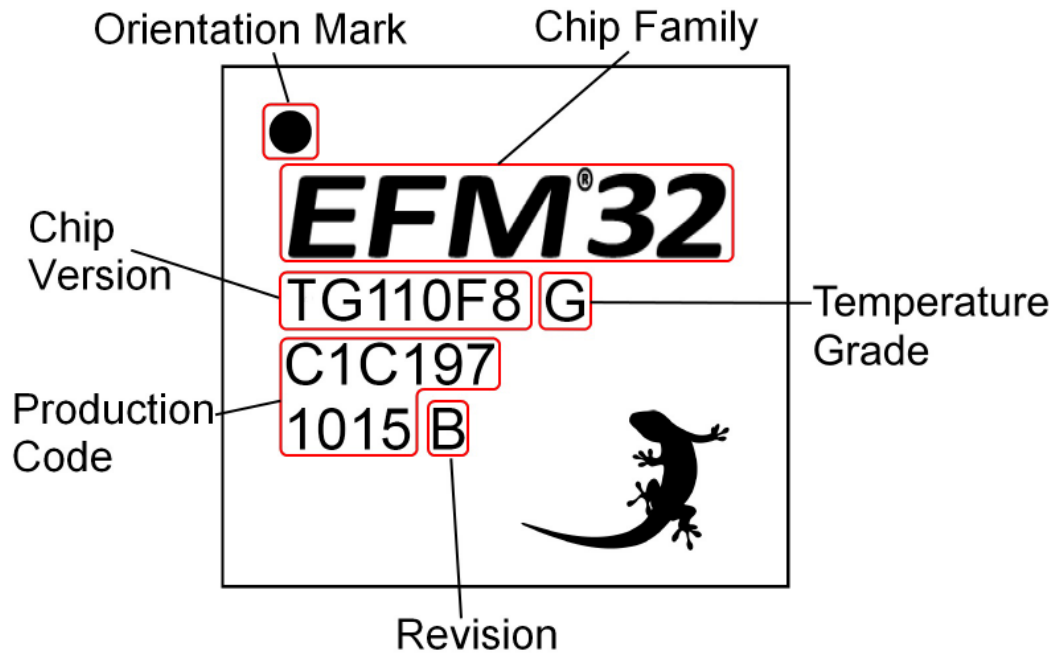 Orientation Mark
Chip Family
EFM®32
Chip
Version
TG110F8 G
Temperature
Grade
C1C197
Production
Code
1015 B
Revision